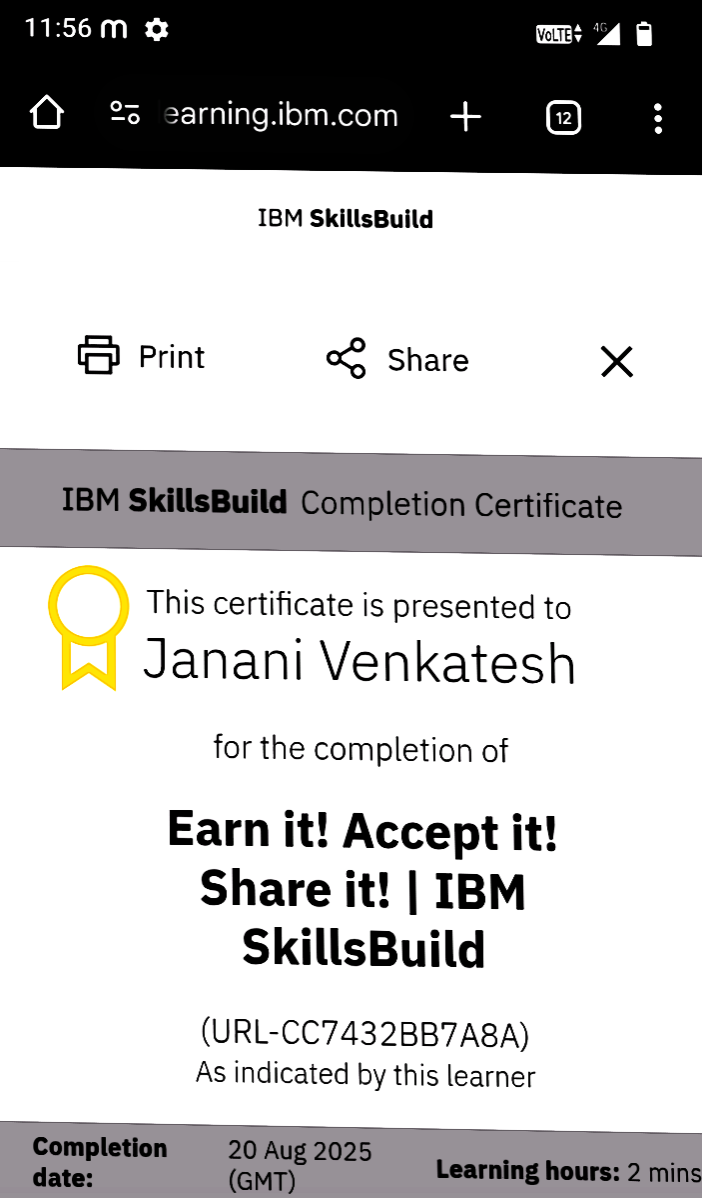 11:56 m
VoLTE 4G
earning.ibm.com
12
IBM SkillsBuild
Print Share
IBM SkillsBuild Completion Certificate
This certificate is presented to
Janani Venkatesh
for the completion of
Earn it! Accept it!
Share it! | IBM
SkillsBuild
(URL-CC7432BB7A8A)
As indicated by this learner
Completion date: 20 Aug 2025 (GMT) Learning hours: 2 mins